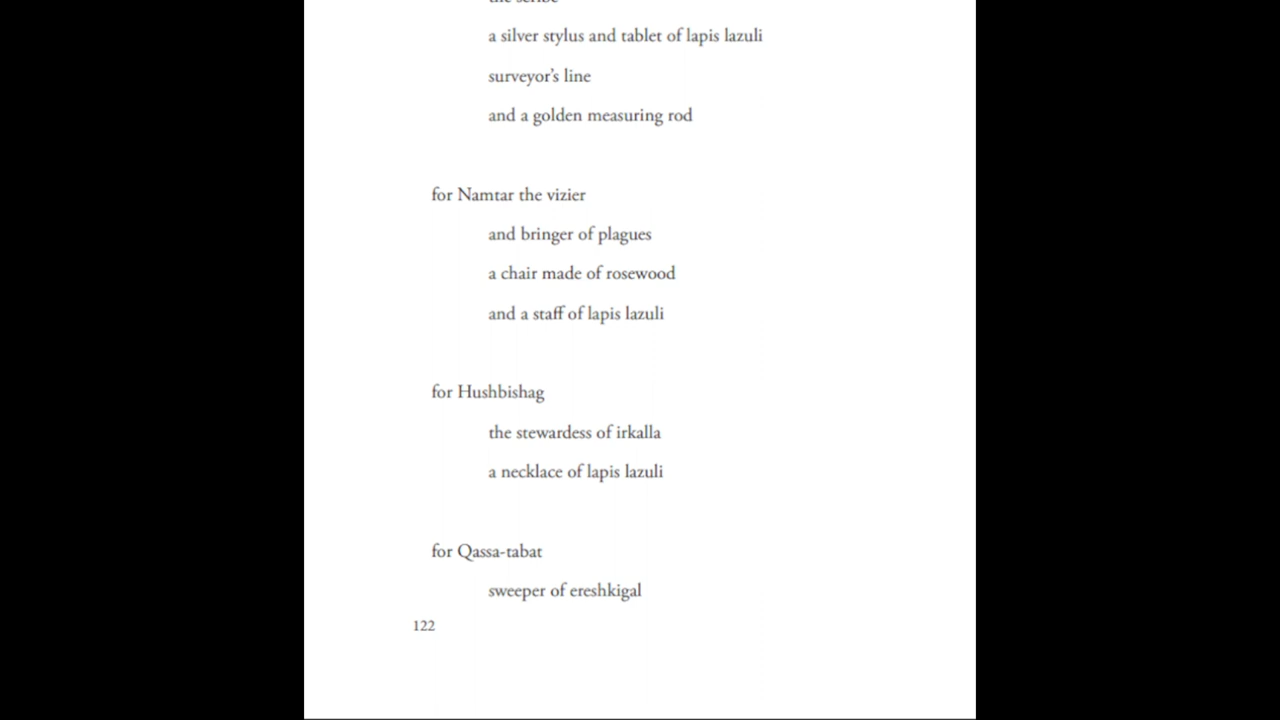 the scribe
a silver stylus and tablet of lapis lazuli
surveyor's line
and a golden measuring rod
for Namtar the vizier
and bringer of plagues
a chair made of rosewood
and a staff of lapis lazuli
for Hushbishag
the stewardess of irkalla
a necklace of lapis lazuli
for Qassa-tabat
sweeper of ereshkigal
122